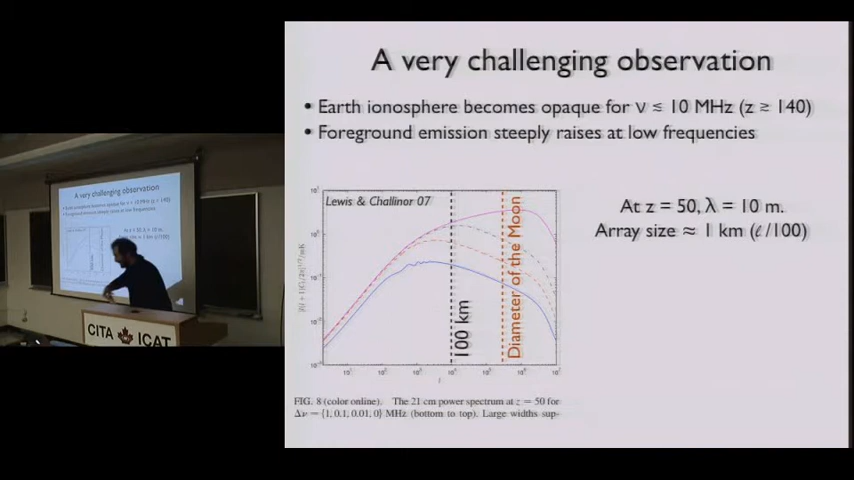 A very challenging observation
• Earth ionosphere becomes opaque for ν ≤ 10 MHz (z ≥ 140)
• Foreground emission steeply raises at low frequencies
Lewis & Challinor 07
100 km
Diameter of the Moon
At z = 50, λ = 10 m.
Array size ≈ 1 km (ℓ/100)
FIG. 8 (color online). The 21 cm power spectrum at z = 50 for
Δν = {1, 0.1, 0.01, 0} MHz (bottom to top). Large widths sup-
A very challenging observation
CITA ICAT